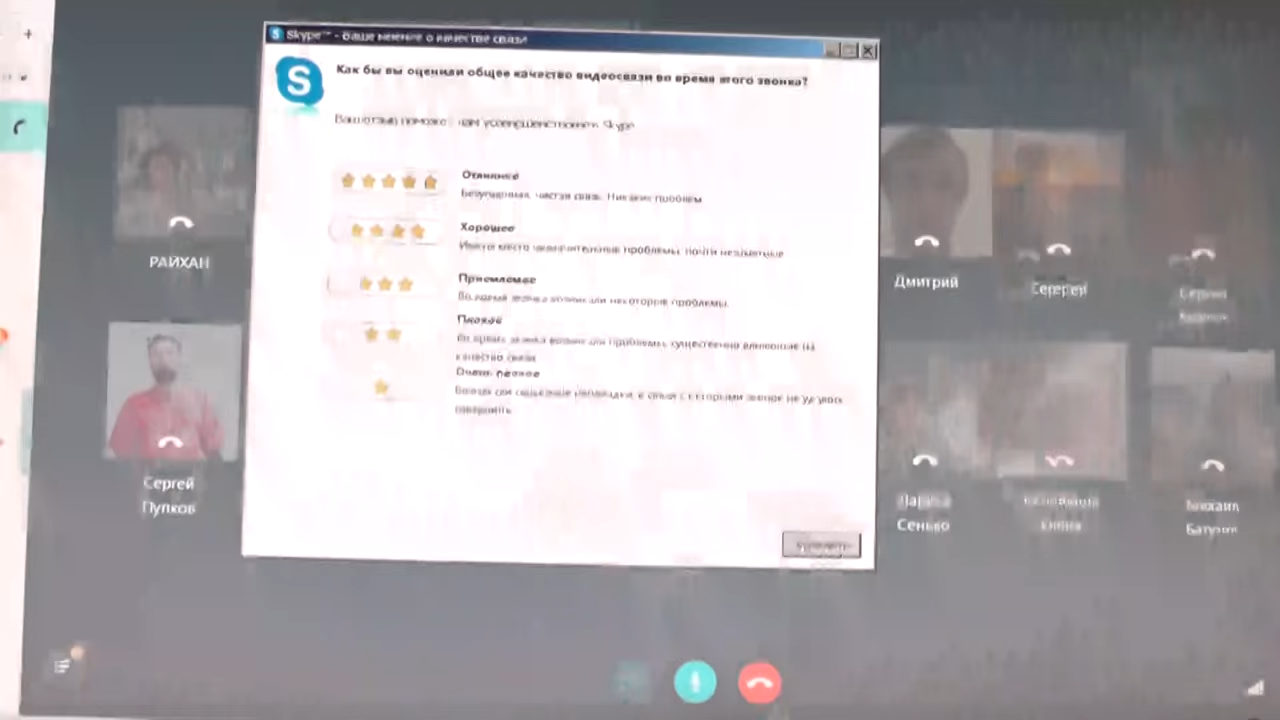 Skype™ - Ваше мнение о качестве связи
Как бы вы оценили общее качество видеосвязи во время этого звонка?
Ваш отзыв поможет нам усовершенствовать Skype
Отличное
Безупречная, чистая связь. Никаких проблем
Хорошее
Имели место незначительные проблемы, почти незаметные
Приемлемое
Во время звонка возникали некоторые проблемы.
Плохое
Во время звонка возникали проблемы, существенно влиявшие на
качество связи
Очень плохое
РАЙХАН
Сергей
Пупков
Дмитрий
Сергей
Сенько
Михаил